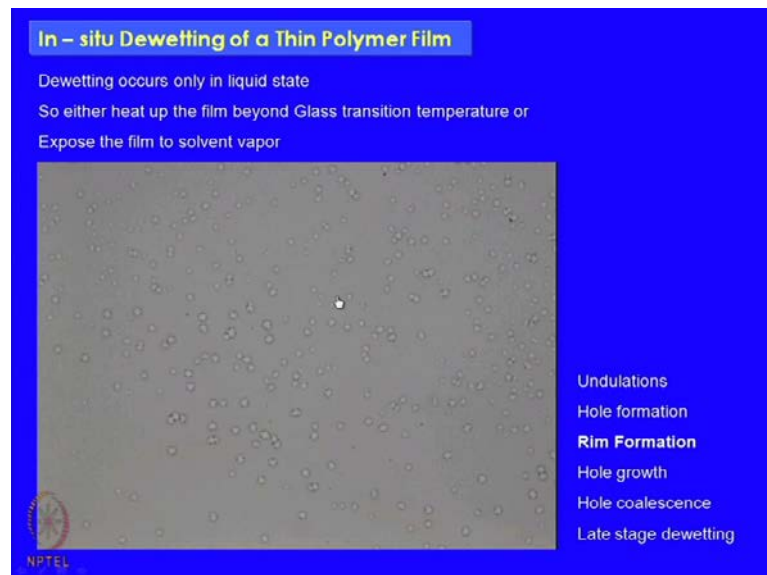 In – situ Dewetting of a Thin Polymer Film
Dewetting occurs only in liquid state
So either heat up the film beyond Glass transition temperature or
Expose the film to solvent vapor
Undulations
Hole formation
Rim Formation
Hole growth
Hole coalescence
Late stage dewetting
NPTEL